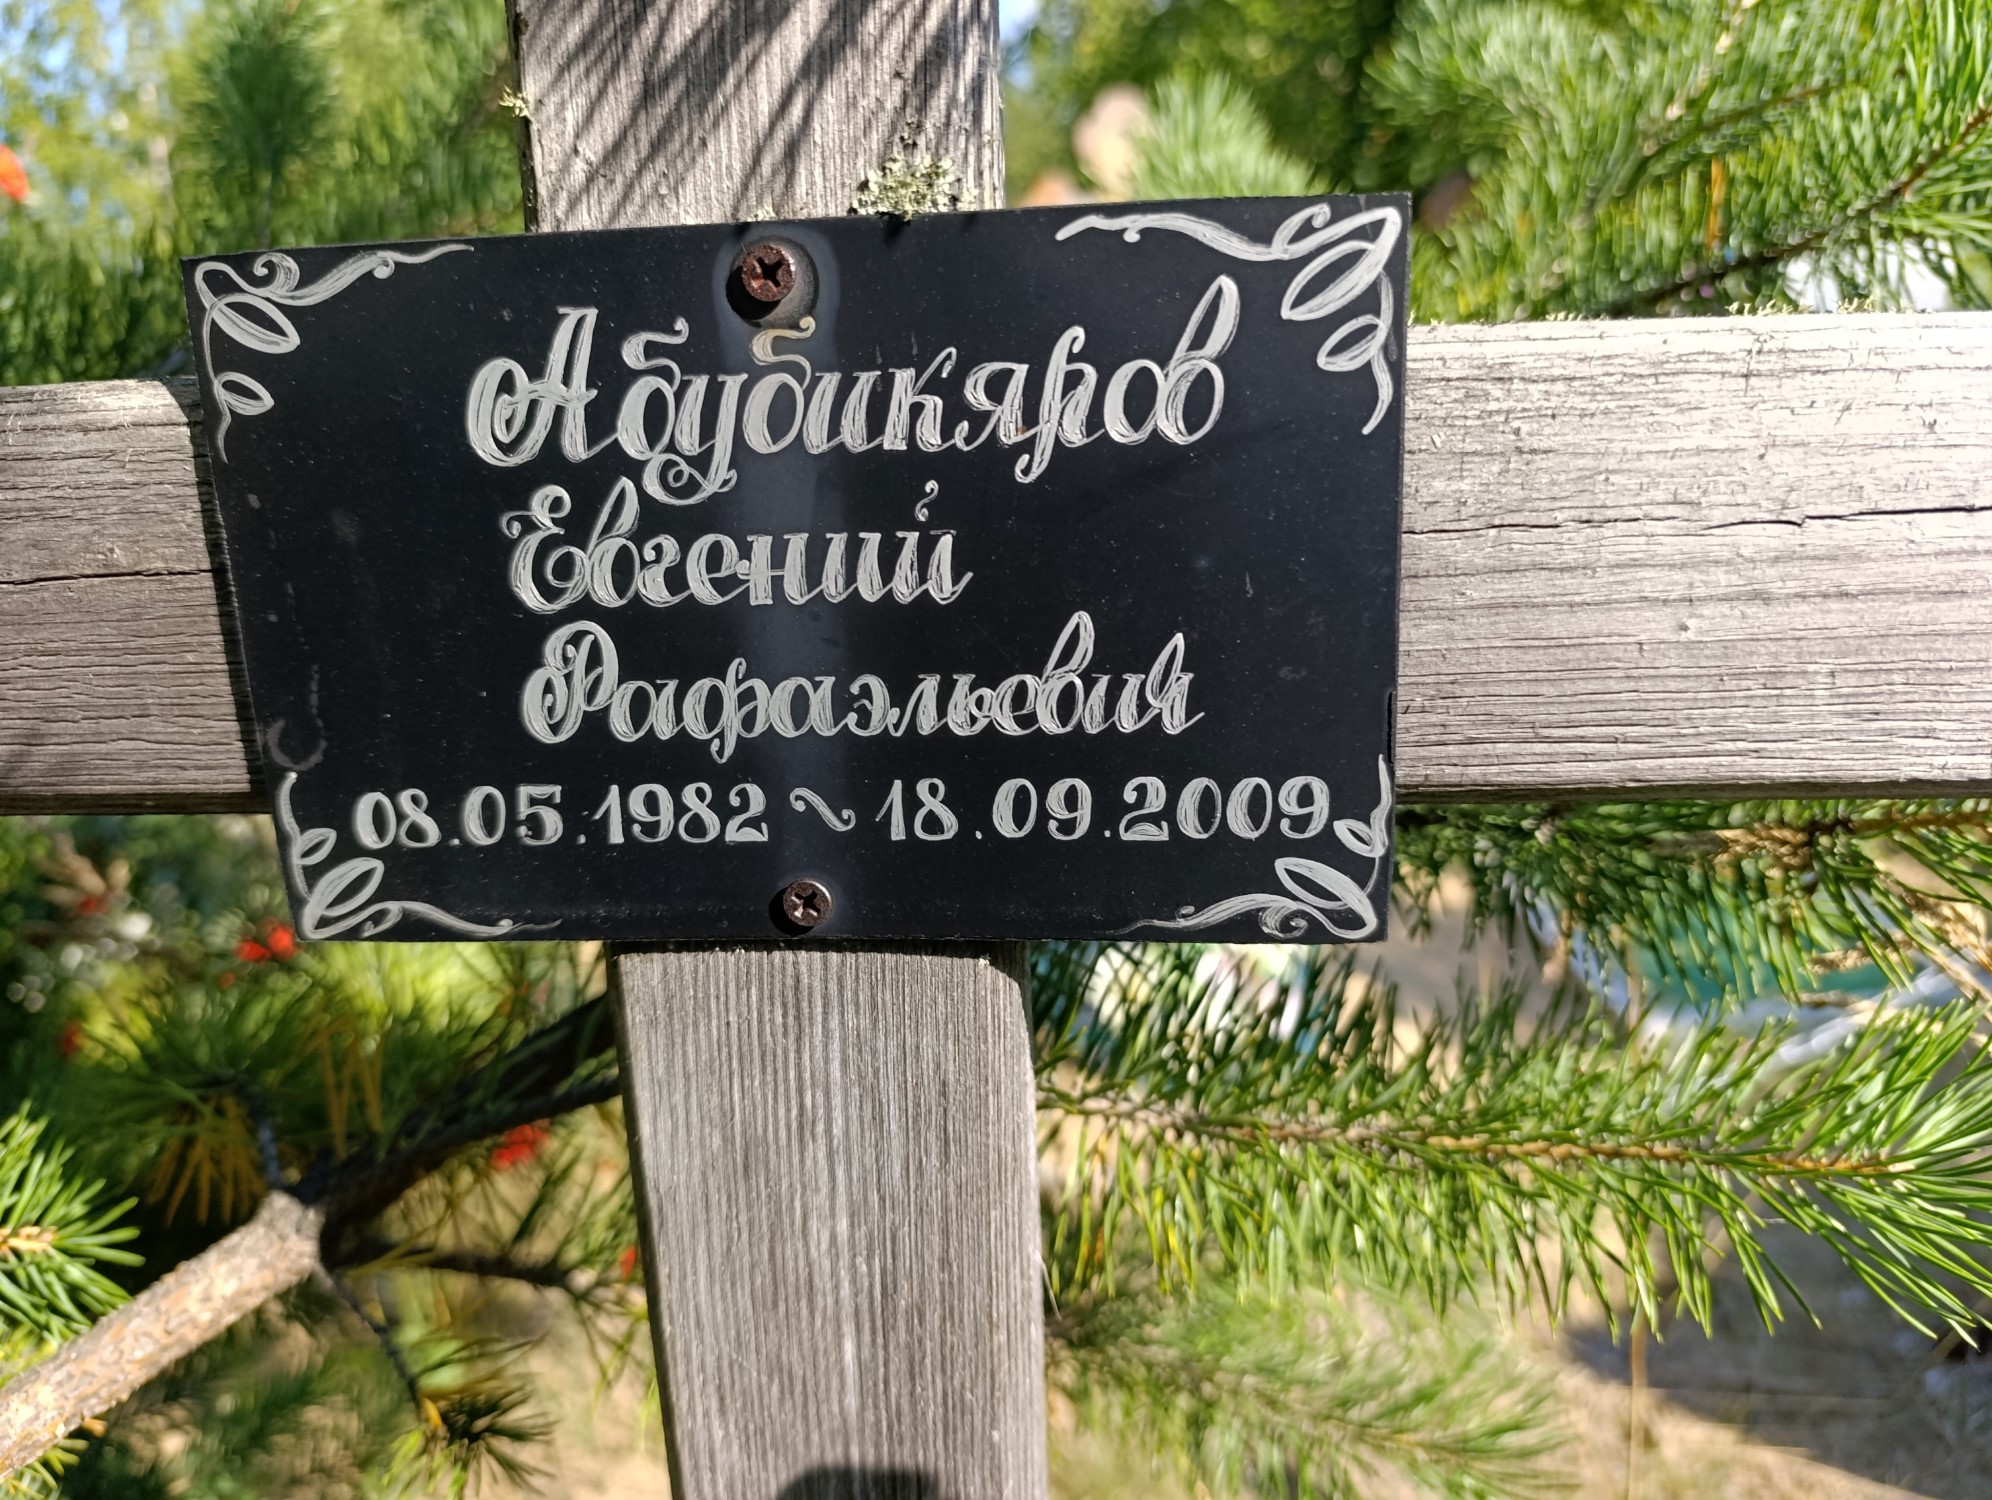 Абубикяров
Евгений
Рафаэльевич
08.05.1982 ~ 18.09.2009